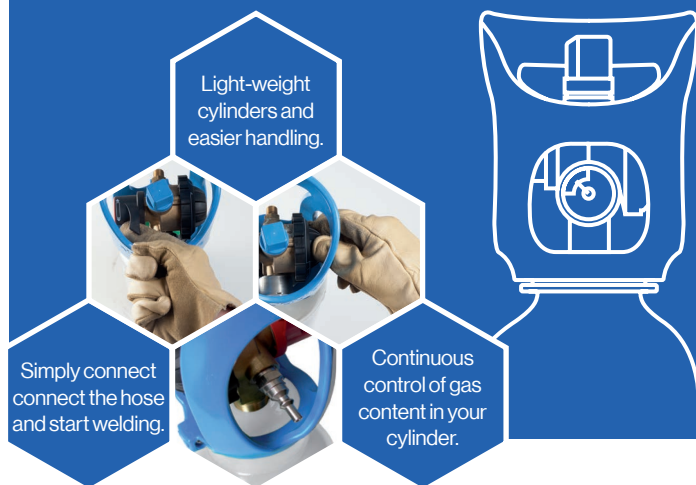 Light-weight
cylinders and
easier handling.
Simply connect
connect the hose
and start welding.
Continuous
control of gas
content in your
cylinder.